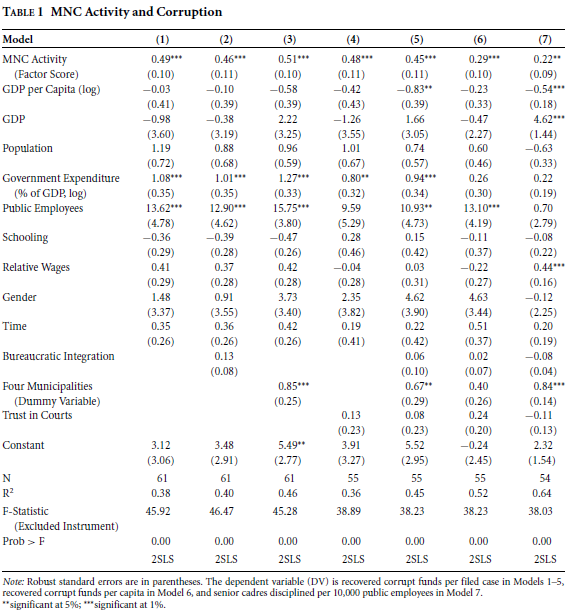 TABLE 1 MNC Activity and Corruption
Model (1) (2) (3) (4) (5) (6) (7)
MNC Activity 0.49*** 0.46*** 0.51*** 0.48*** 0.45*** 0.29*** 0.22**
(Factor Score) (0.10) (0.11) (0.10) (0.11) (0.11) (0.10) (0.09)
GDP per Capita (log) −0.03 −0.10 −0.58 −0.42 −0.83** −0.23 −0.54***
(0.41) (0.39) (0.39) (0.43) (0.39) (0.33) (0.18)
GDP −0.98 −0.38 2.22 −1.26 1.66 −0.47 4.62***
(3.60) (3.19) (3.25) (3.55) (3.05) (2.27) (1.44)
Population 1.19 0.88 0.96 1.01 0.74 0.60 −0.63
(0.72) (0.68) (0.59) (0.67) (0.57) (0.46) (0.33)
Government Expenditure 1.08*** 1.01*** 1.27*** 0.80** 0.94*** 0.26 0.22
(% of GDP, log) (0.35) (0.35) (0.33) (0.32) (0.34) (0.30) (0.19)
Public Employees 13.62*** 12.90*** 15.75*** 9.59 10.93** 13.10*** 0.70
(4.78) (4.62) (3.80) (5.29) (4.73) (4.19) (2.79)
Schooling −0.36 −0.39 −0.47 0.28 0.15 −0.11 −0.08
(0.29) (0.28) (0.26) (0.46) (0.42) (0.37) (0.22)
Relative Wages 0.41 0.37 0.42 −0.04 0.03 −0.22 0.44***
(0.29) (0.28) (0.28) (0.28) (0.31) (0.27) (0.16)
Gender 1.48 0.91 3.73 2.35 4.62 4.63 −0.12
(3.37) (3.55) (3.40) (3.82) (3.90) (3.44) (2.25)
Time 0.35 0.36 0.42 0.19 0.22 0.51 0.20
(0.26) (0.26) (0.26) (0.41) (0.42) (0.37) (0.19)
Bureaucratic Integration 0.13 0.06 0.02 −0.08
(0.08) (0.10) (0.07) (0.04)
Four Municipalities 0.85*** 0.67** 0.40 0.84***
(Dummy Variable) (0.25) (0.29) (0.26) (0.14)
Trust in Courts 0.13 0.08 0.24 −0.11
(0.23) (0.23) (0.20) (0.13)
Constant 3.12 3.48 5.49** 3.91 5.52 −0.24 2.32
(3.06) (2.91) (2.77) (3.27) (2.95) (2.45) (1.54)
N 61 61 61 55 55 55 54
R2 0.38 0.40 0.46 0.36 0.45 0.52 0.64
F-Statistic 45.92 46.47 45.28 38.89 38.23 38.23 38.03
(Excluded Instrument)
Prob > F 0.00 0.00 0.00 0.00 0.00 0.00 0.00
2SLS 2SLS 2SLS 2SLS 2SLS 2SLS 2SLS
Note: Robust standard errors are in parentheses. The dependent variable (DV) is recovered corrupt funds per filed case in Models 1–5,
recovered corrupt funds per capita in Model 6, and senior cadres disciplined per 10,000 public employees in Model 7.
**significant at 5%; ***significant at 1%.